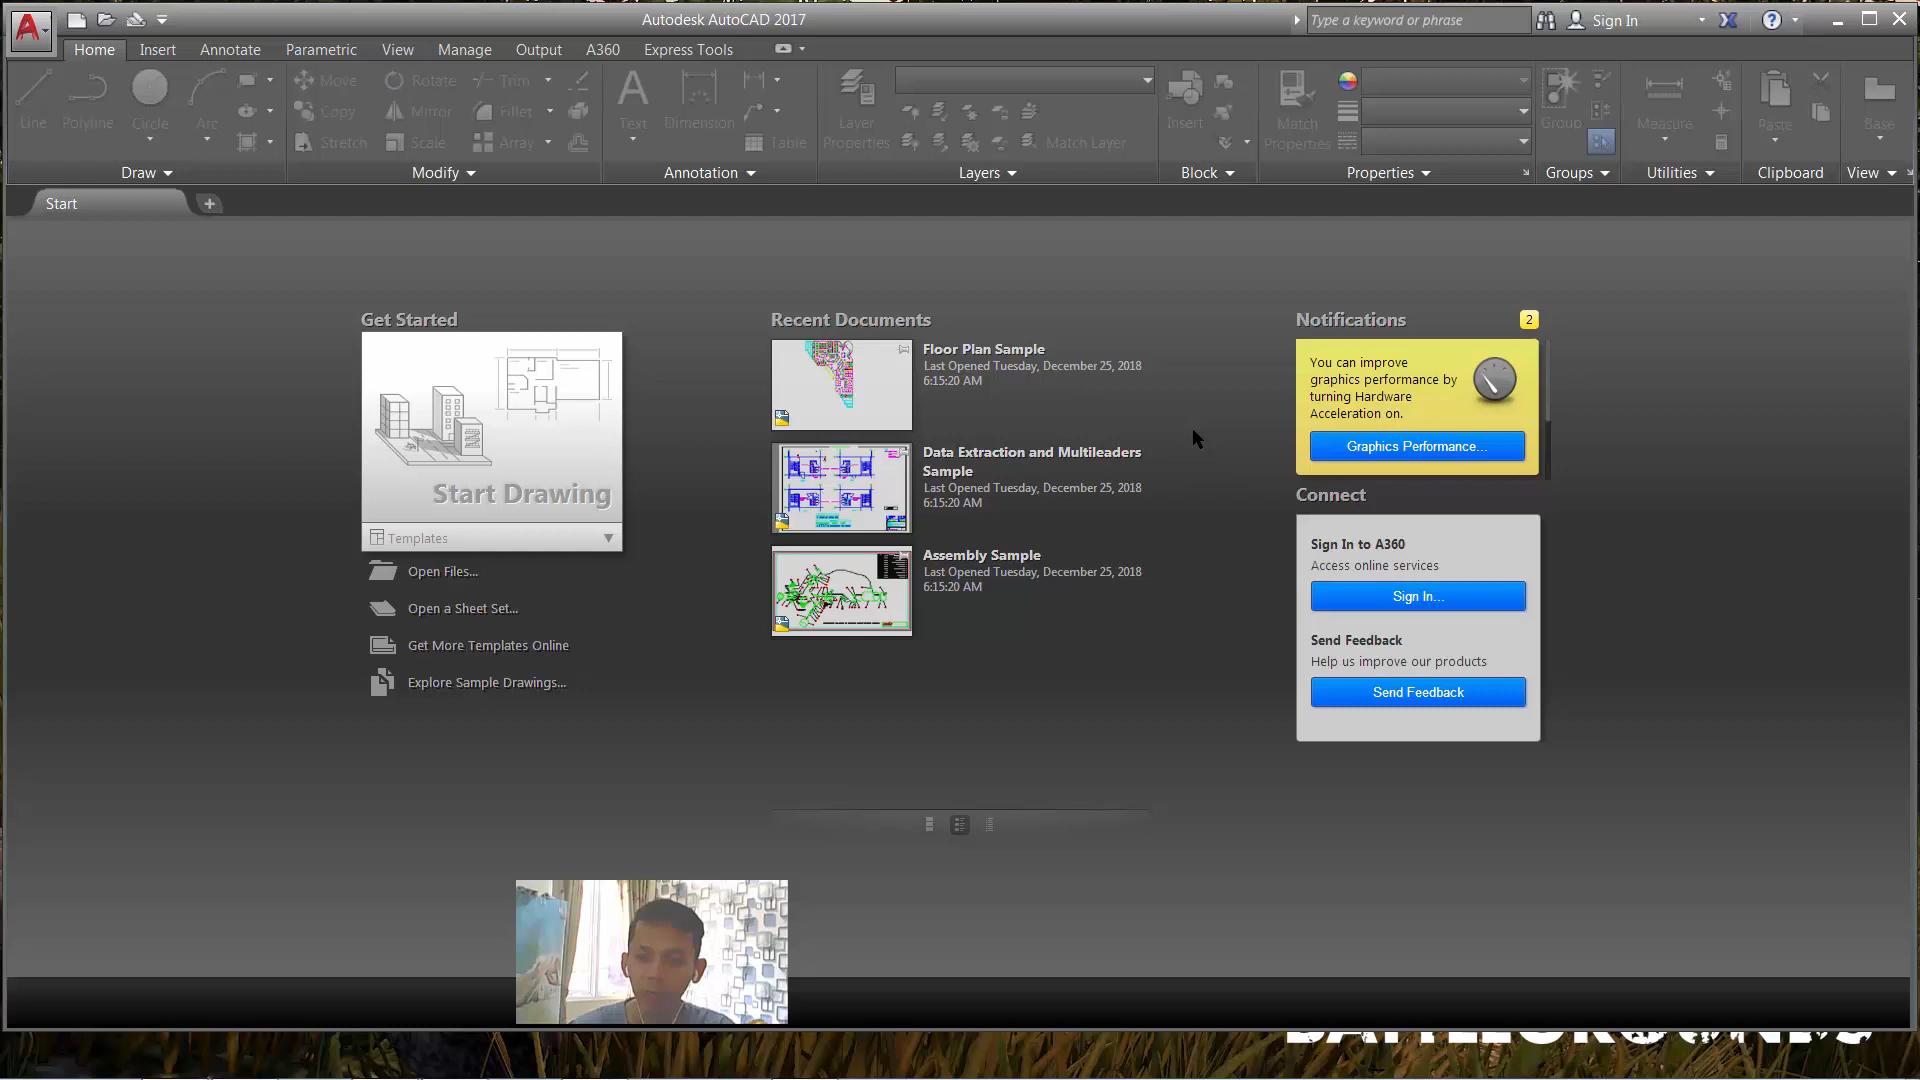 Autodesk AutoCAD 2017
Type a keyword or phrase
Sign In
Home Insert Annotate Parametric View Manage Output A360 Express Tools
Line Polyline Circle Arc
Move Rotate Trim
Copy Mirror Fillet
Stretch Scale Array
Text Dimension Table
Layer Properties
Match Layer
Insert
Match Properties
Group
Measure
Paste
Base
Draw Modify Annotation Layers Block Properties Groups Utilities Clipboard View
Start
Get Started
Start Drawing
Templates
Open Files...
Open a Sheet Set...
Get More Templates Online
Explore Sample Drawings...
Recent Documents
Floor Plan Sample
Last Opened Tuesday, December 25, 2018
6:15:20 AM
Data Extraction and Multileaders
Sample
Last Opened Tuesday, December 25, 2018
6:15:20 AM
Assembly Sample
Last Opened Tuesday, December 25, 2018
6:15:20 AM
Notifications 2
You can improve
graphics performance by
turning Hardware
Acceleration on.
Graphics Performance...
Connect
Sign In to A360
Access online services
Sign In...
Send Feedback
Help us improve our products
Send Feedback